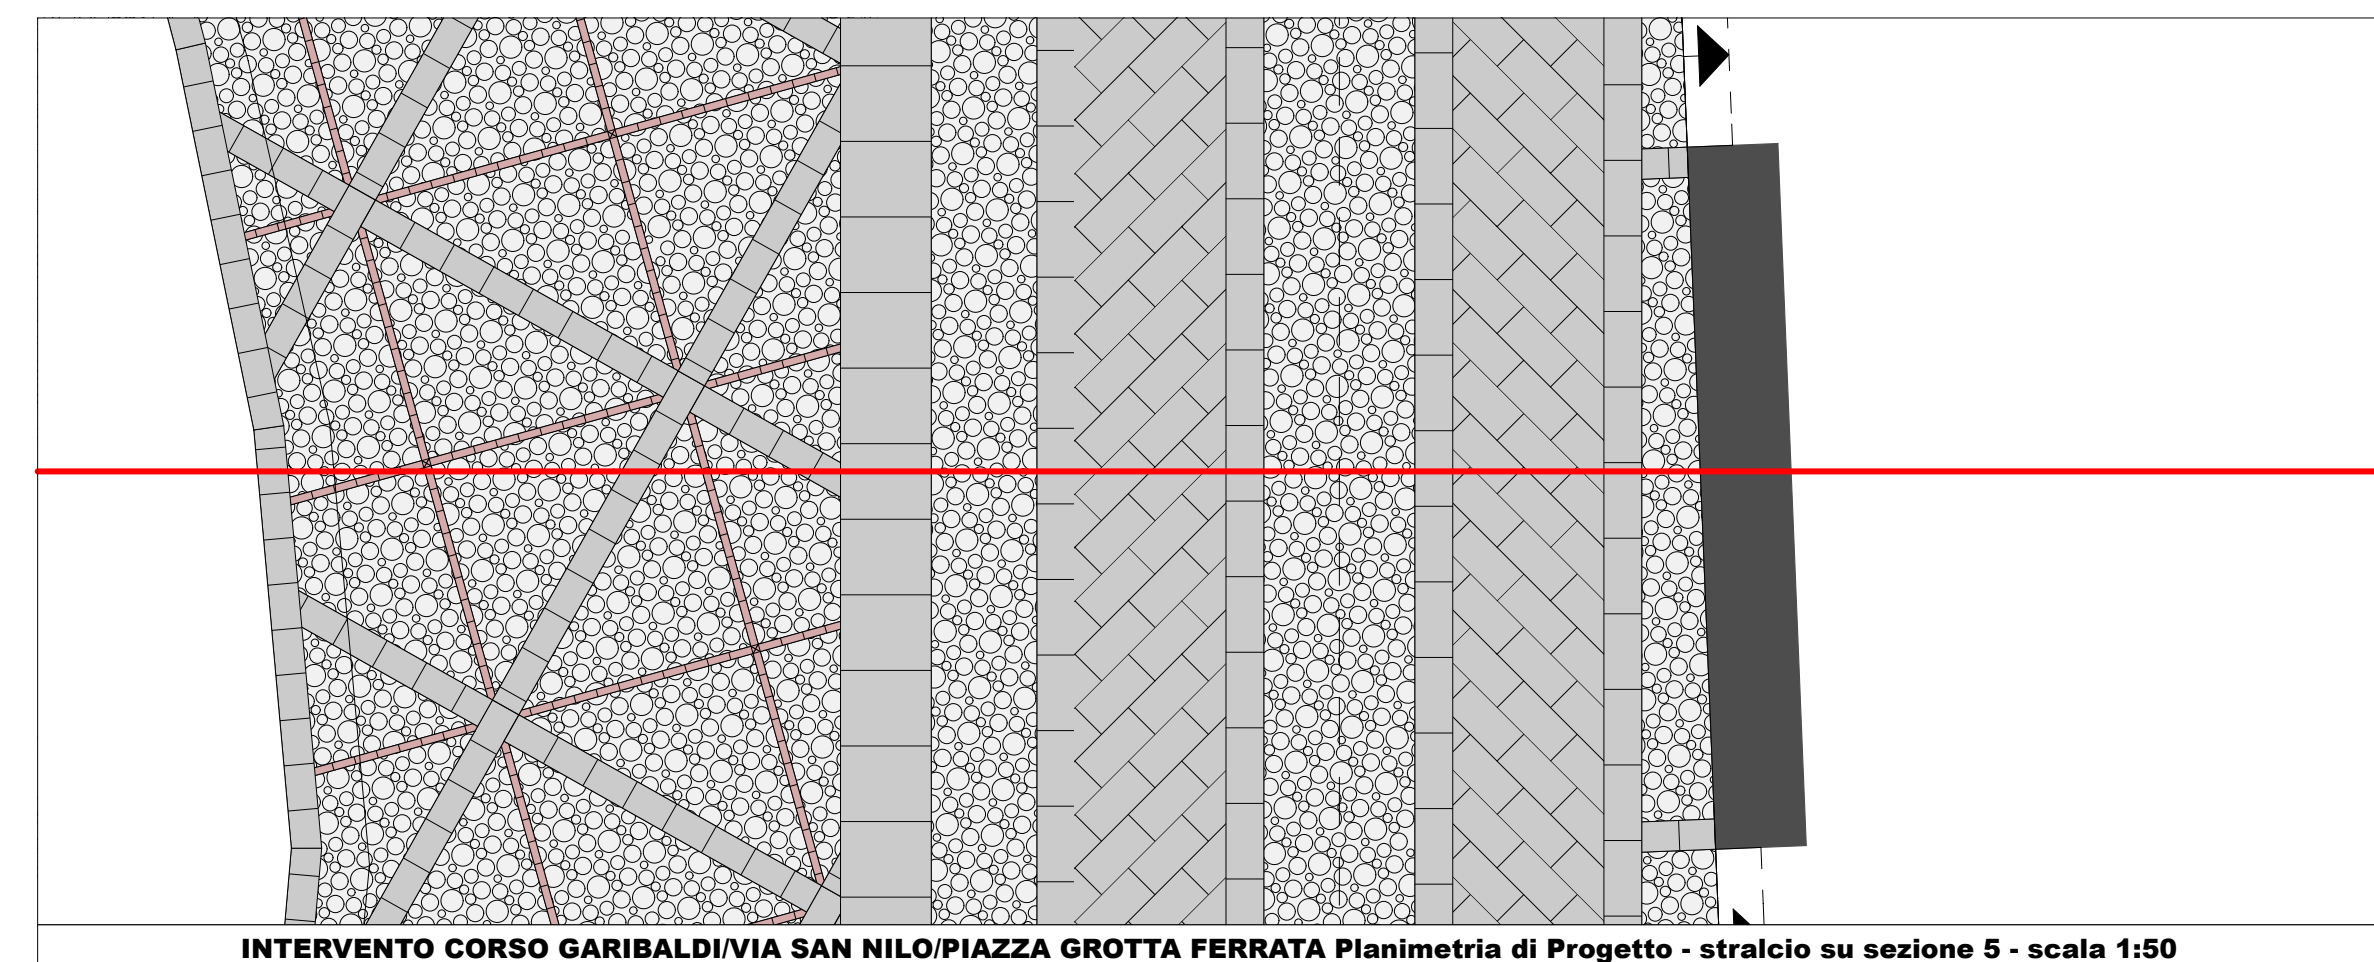 INTERVENTO CORSO GARIBALDI/VIA SAN NILO/PIAZZA GROTTA FERRATA Planimetria di Progetto - stralcio su sezione 5 - scala 1:50